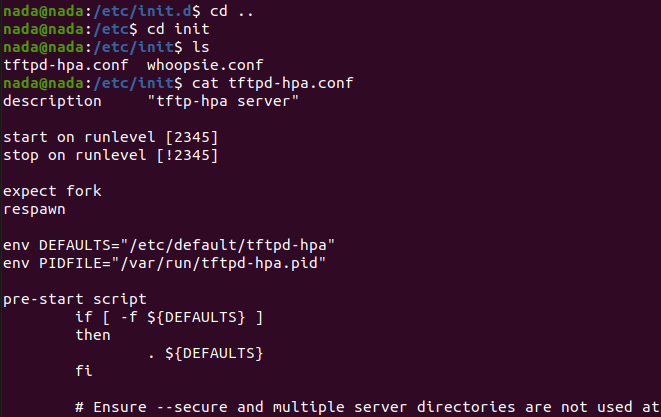 nada@nada:/etc/init.d$ cd ..
nada@nada:/etc$ cd init
nada@nada:/etc/init$ ls
tftpd-hpa.conf  whoopsie.conf
nada@nada:/etc/init$ cat tftpd-hpa.conf
description     "tftp-hpa server"

start on runlevel [2345]
stop on runlevel [!2345]

expect fork
respawn

env DEFAULTS="/etc/default/tftpd-hpa"
env PIDFILE="/var/run/tftpd-hpa.pid"

pre-start script
        if [ -f ${DEFAULTS} ]
        then
                . ${DEFAULTS}
        fi

        # Ensure --secure and multiple server directories are not used at